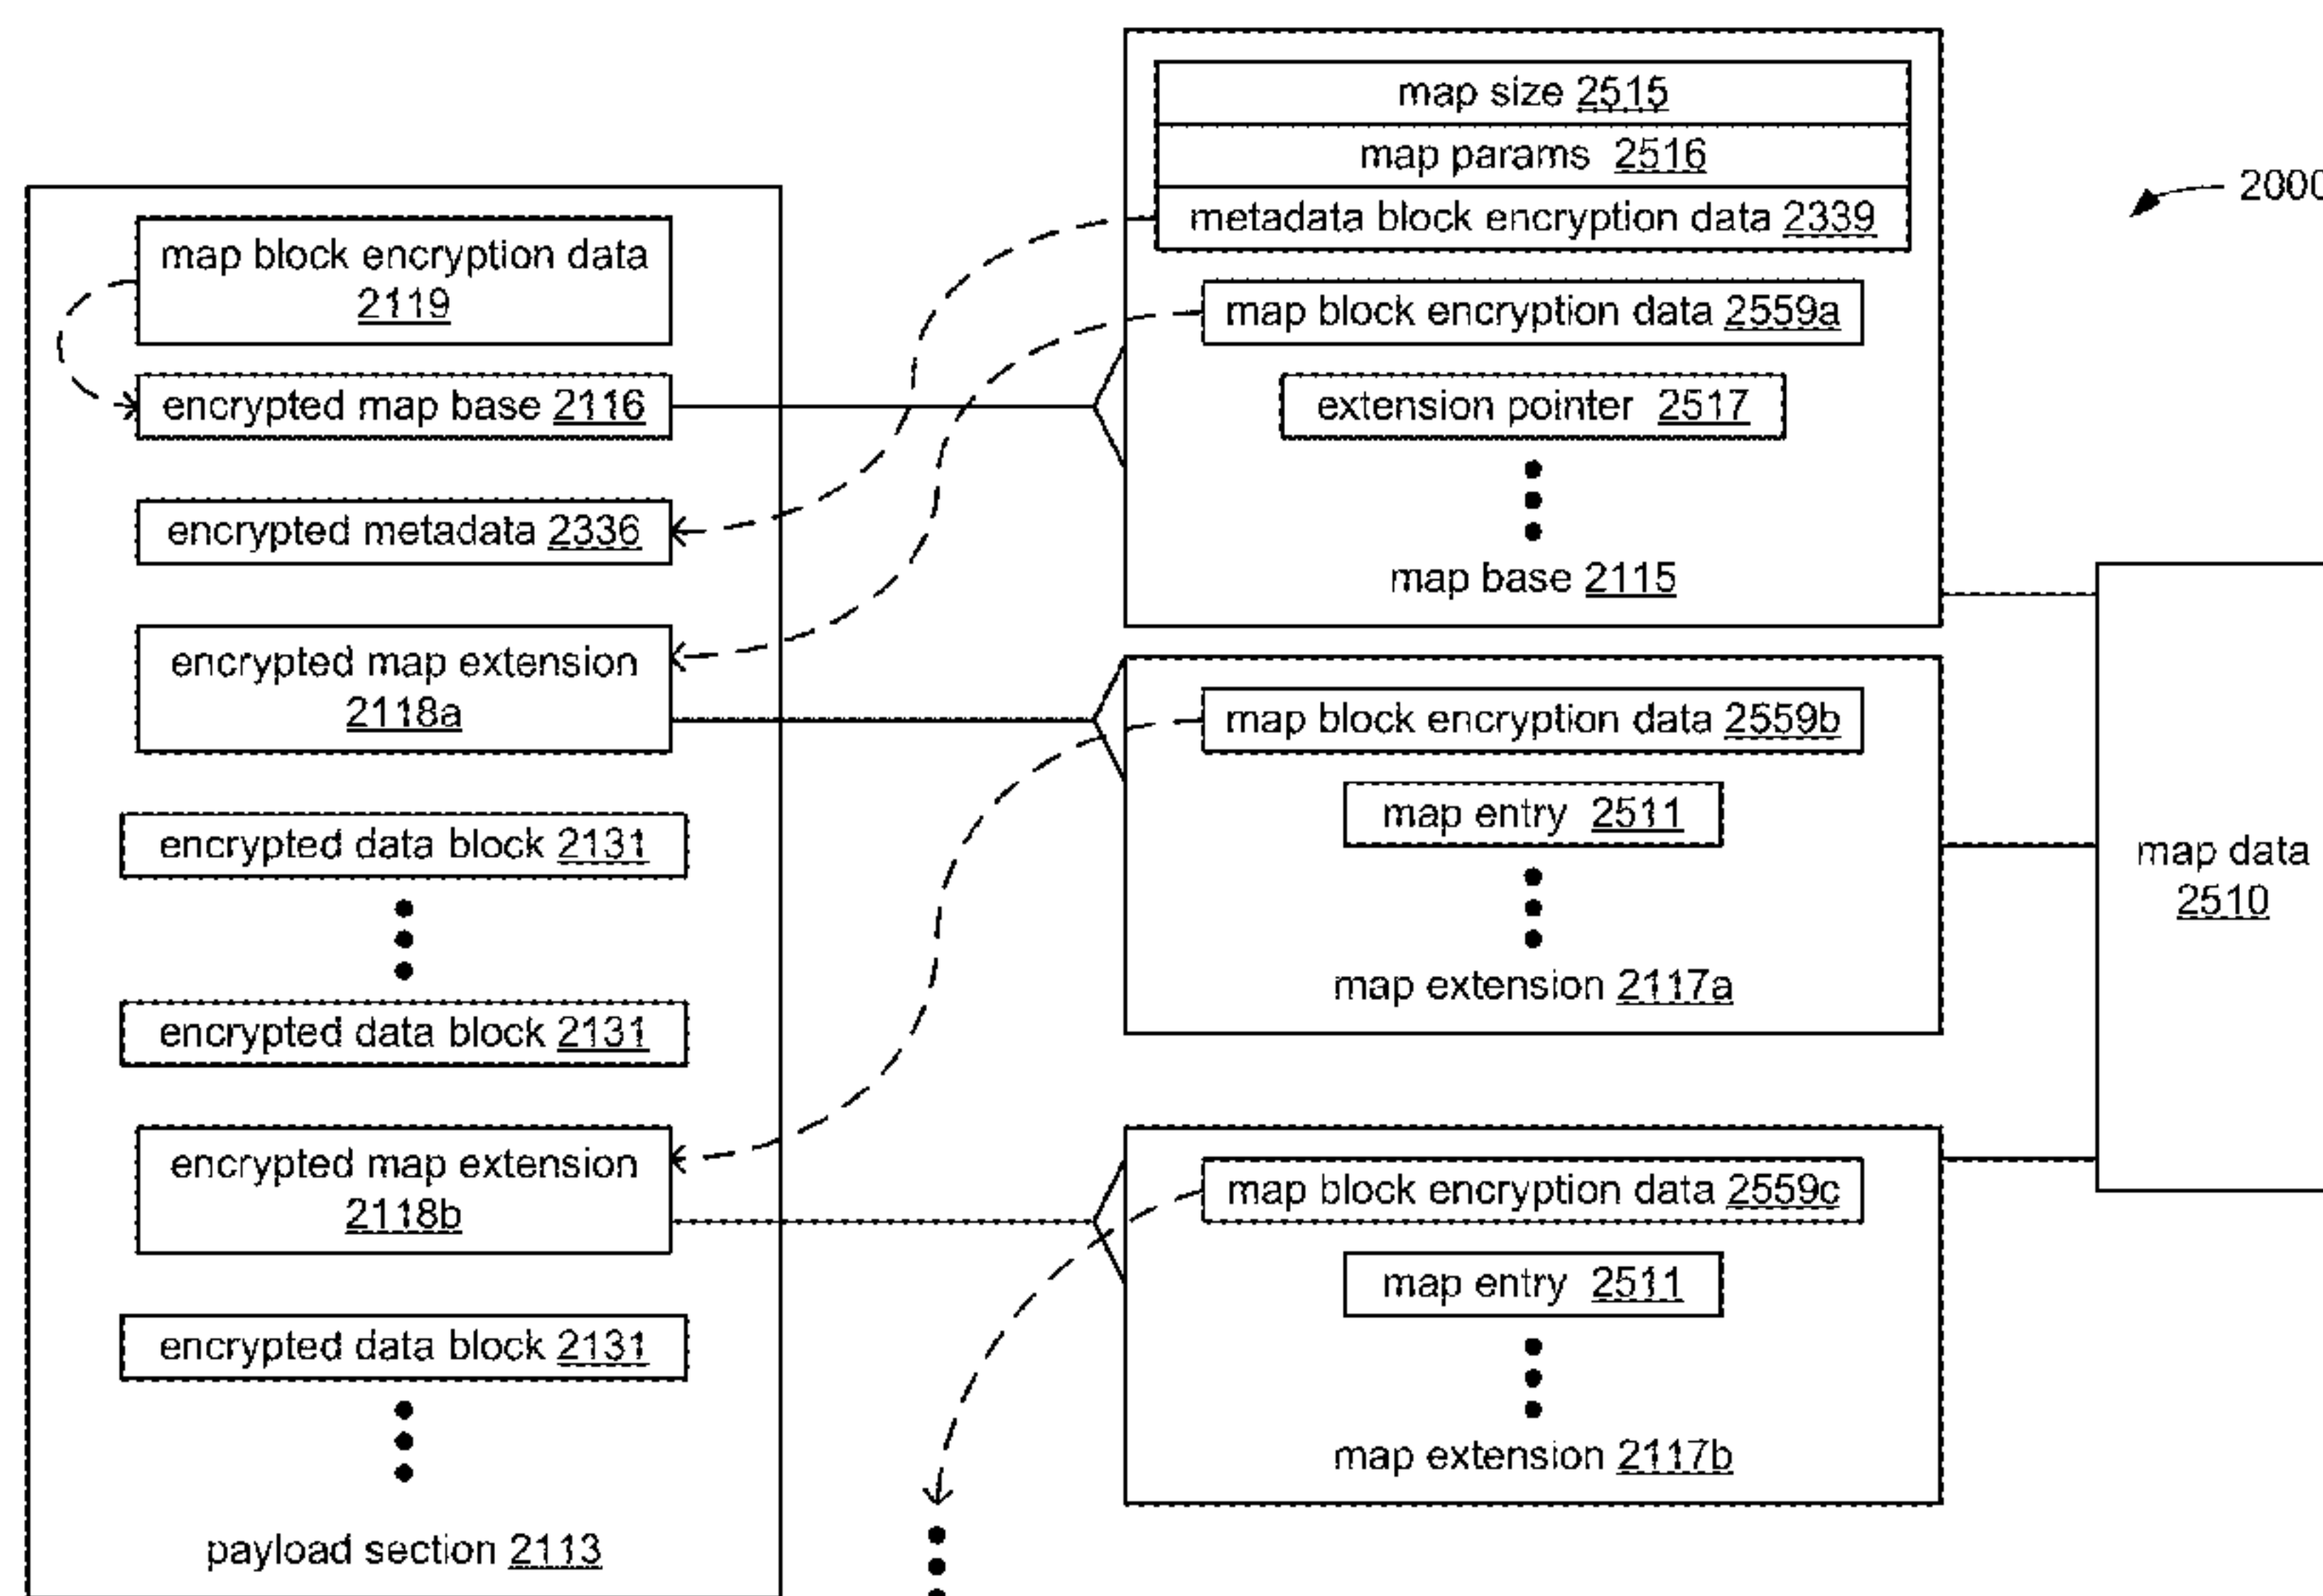 map size 2515
map params 2516
metadata block encryption data 2339
map block encryption data 2559a
extension pointer 2517
map base 2115
2000
map block encryption data
2119
encrypted map base 2116
encrypted metadata 2336
encrypted map extension
2118a
encrypted data block 2131
encrypted data block 2131
encrypted map extension
2118b
encrypted data block 2131
payload section 2113
map block encryption data 2559b
map entry 2511
map extension 2117a
map block encryption data 2559c
map entry 2511
map extension 2117b
map data
2510